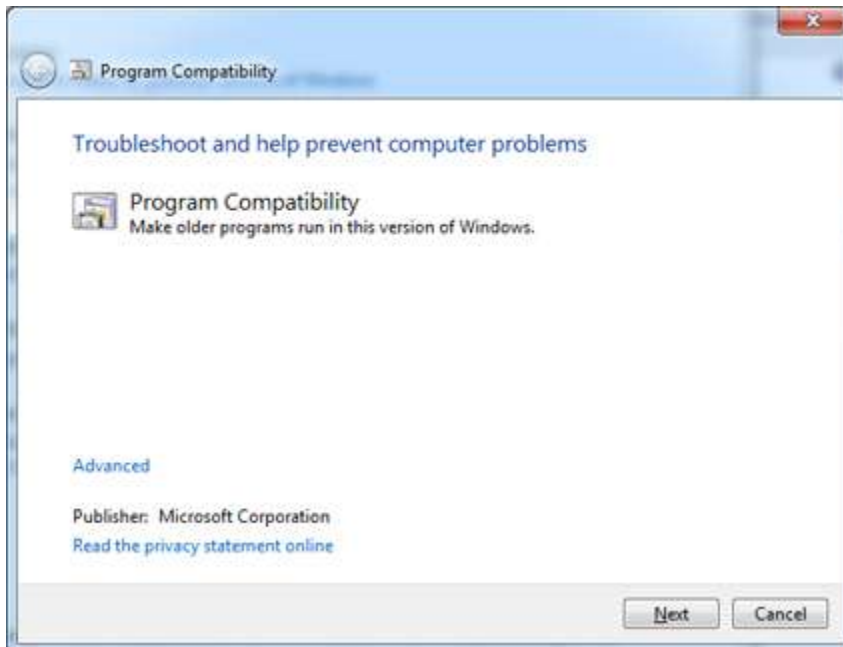 Program Compatibility
Troubleshoot and help prevent computer problems
Program Compatibility
Make older programs run in this version of Windows.
Advanced
Publisher: Microsoft Corporation
Read the privacy statement online
Next
Cancel